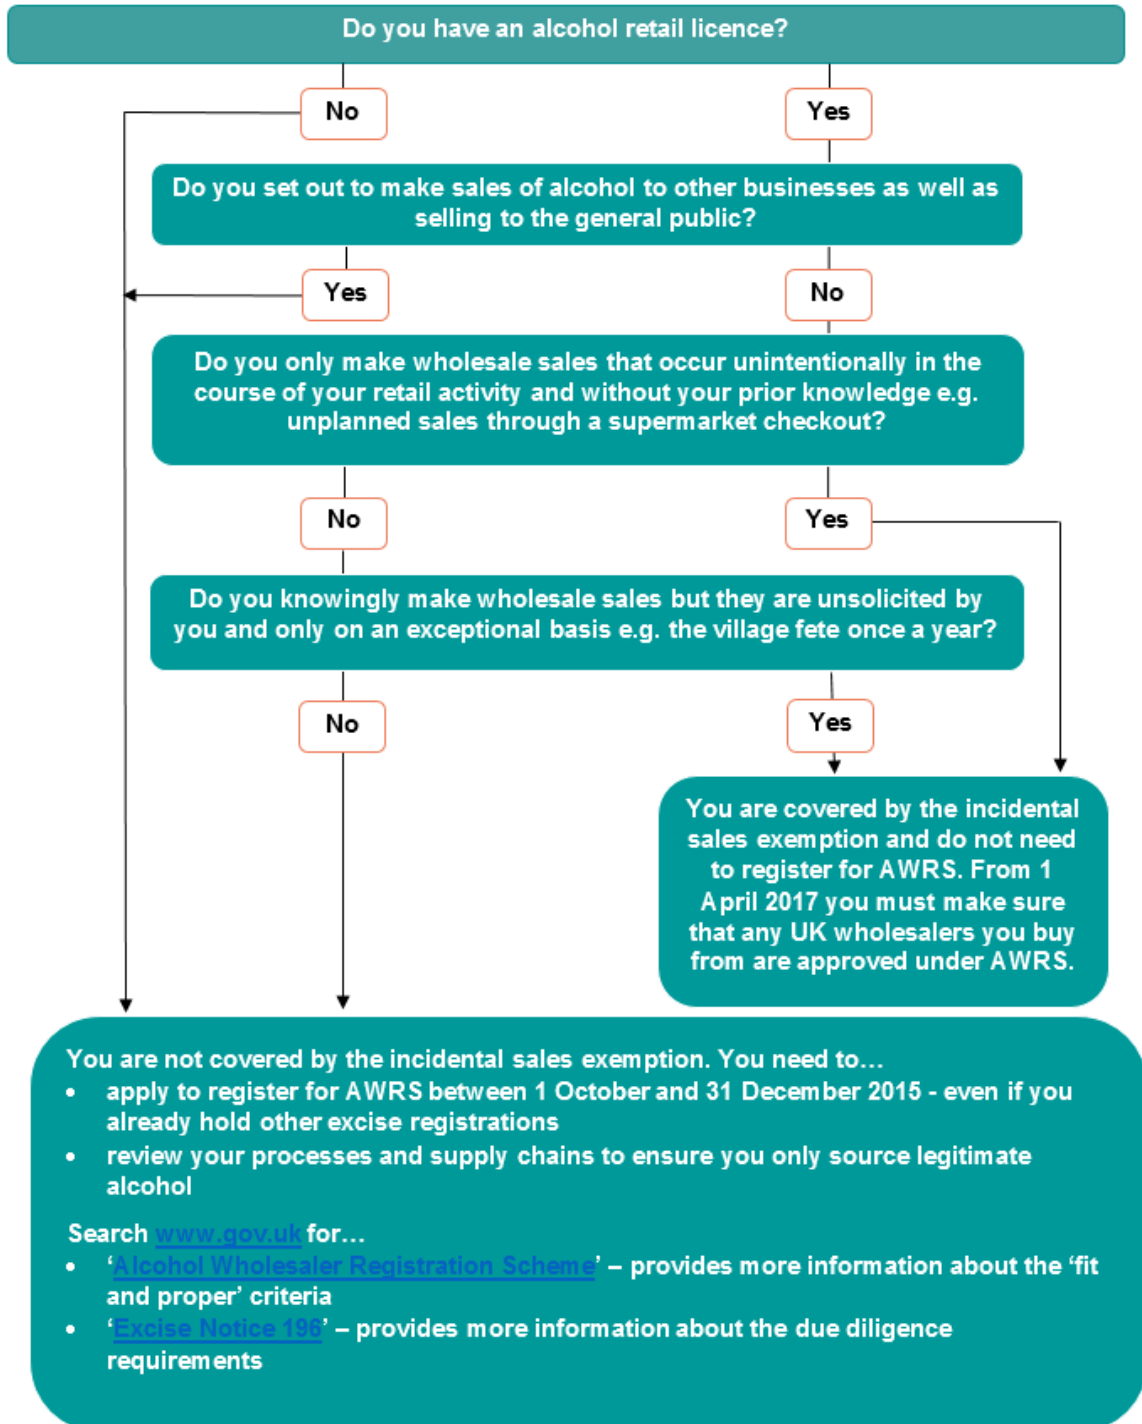 Do you have an alcohol retail licence?
No
Yes
Do you set out to make sales of alcohol to other businesses as well as
selling to the general public?
Yes
No
Do you only make wholesale sales that occur unintentionally in the
course of your retail activity and without your prior knowledge e.g.
unplanned sales through a supermarket checkout?
No
Yes
Do you knowingly make wholesale sales but they are unsolicited by
you and only on an exceptional basis e.g. the village fete once a year?
No
Yes
You are covered by the incidental
sales exemption and do not need
to register for AWRS. From 1
April 2017 you must make sure
that any UK wholesalers you buy
from are approved under AWRS.
You are not covered by the incidental sales exemption. You need to…
• apply to register for AWRS between 1 October and 31 December 2015 - even if you
already hold other excise registrations
• review your processes and supply chains to ensure you only source legitimate
alcohol
Search www.gov.uk for…
• ‘Alcohol Wholesaler Registration Scheme’ – provides more information about the ‘fit
and proper’ criteria
• ‘Excise Notice 196’ – provides more information about the due diligence
requirements